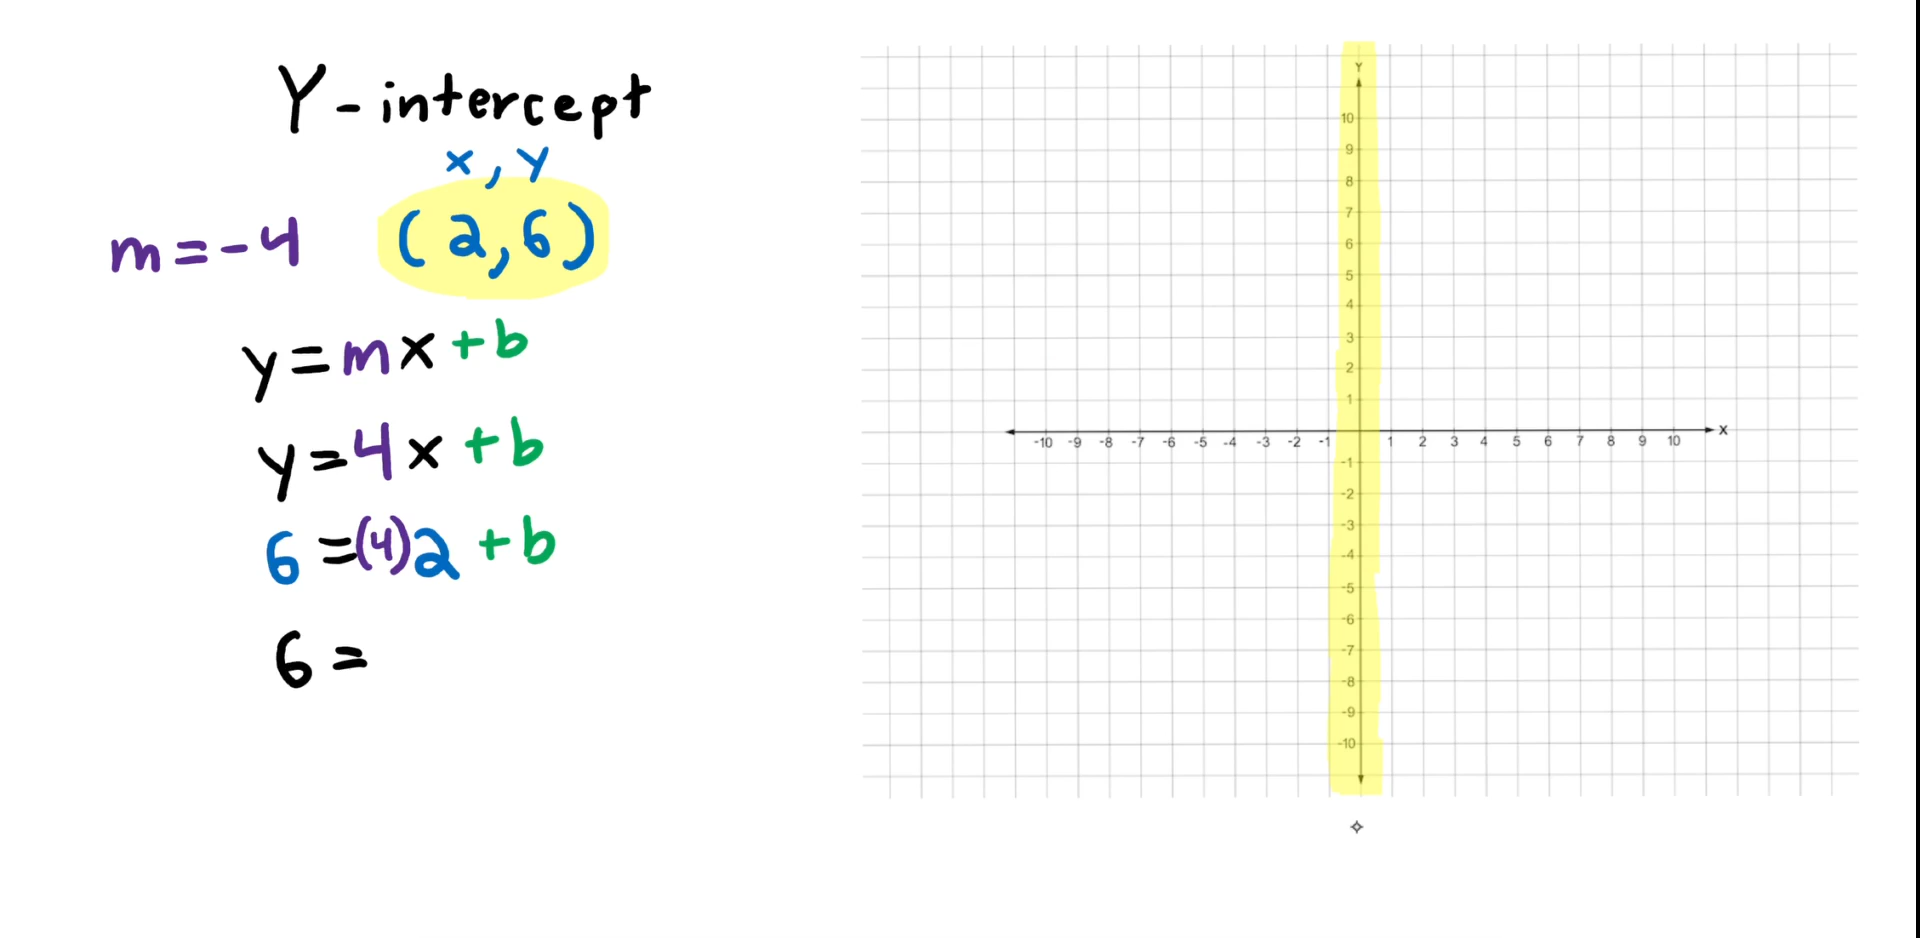 Y-intercept
x, y
m=-4 (2,6)
y=mx+b
y=4x+b
6=(4)2+b
6=
Y
10
9
8
7
6
5
4
3
2
1
-10 -9 -8 -7 -6 -5 -4 -3 -2 -1 1 2 3 4 5 6 7 8 9 10 X
-1
-2
-3
-4
-5
-6
-7
-8
-9
-10